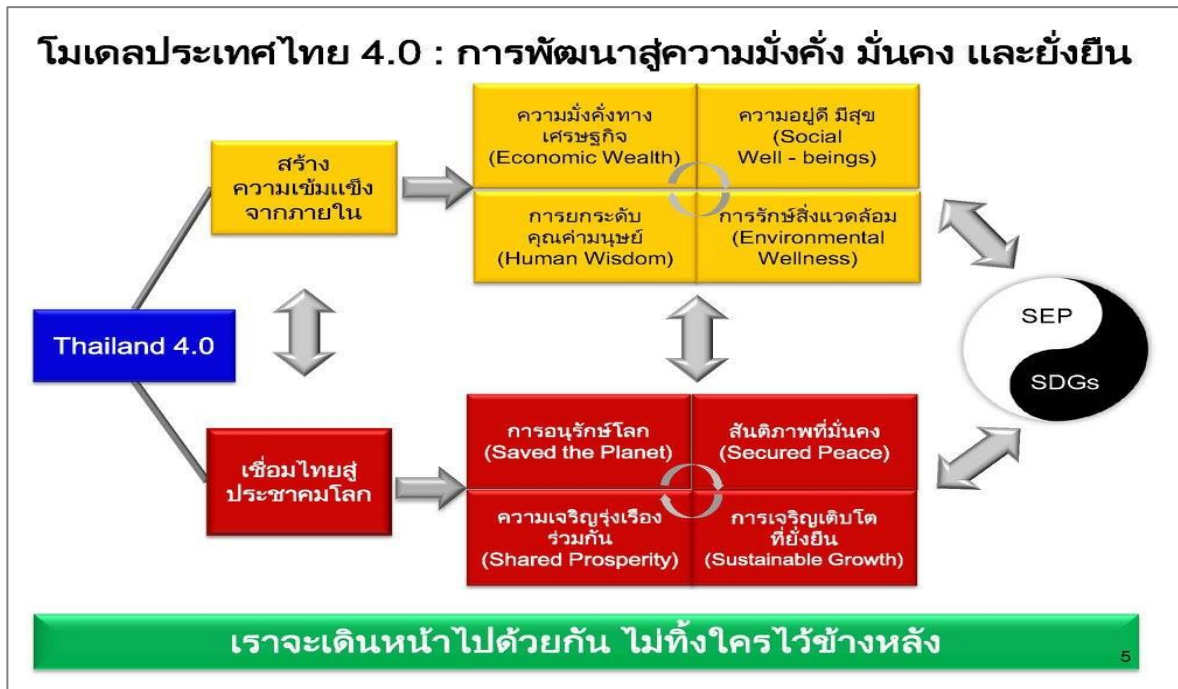 โมเดลประเทศไทย 4.0 : การพัฒนาสู่ความมั่งคั่ง มั่นคง และยั่งยืน
สร้าง
ความเข้มแข็ง
จากภายใน
ความมั่งคั่งทาง
เศรษฐกิจ
(Economic Wealth)
ความอยู่ดี มีสุข
(Social
Well - beings)
การยกระดับ
คุณค่ามนุษย์
(Human Wisdom)
การรักษ์สิ่งแวดล้อม
(Environmental
Wellness)
Thailand 4.0
SEP
SDGs
เชื่อมไทยสู่
ประชาคมโลก
การอนุรักษ์โลก
(Saved the Planet)
สันติภาพที่มั่นคง
(Secured Peace)
ความเจริญรุ่งเรือง
ร่วมกัน
(Shared Prosperity)
การเจริญเติบโต
ที่ยั่งยืน
(Sustainable Growth)
เราจะเดินหน้าไปด้วยกัน ไม่ทิ้งใครไว้ข้างหลัง
5